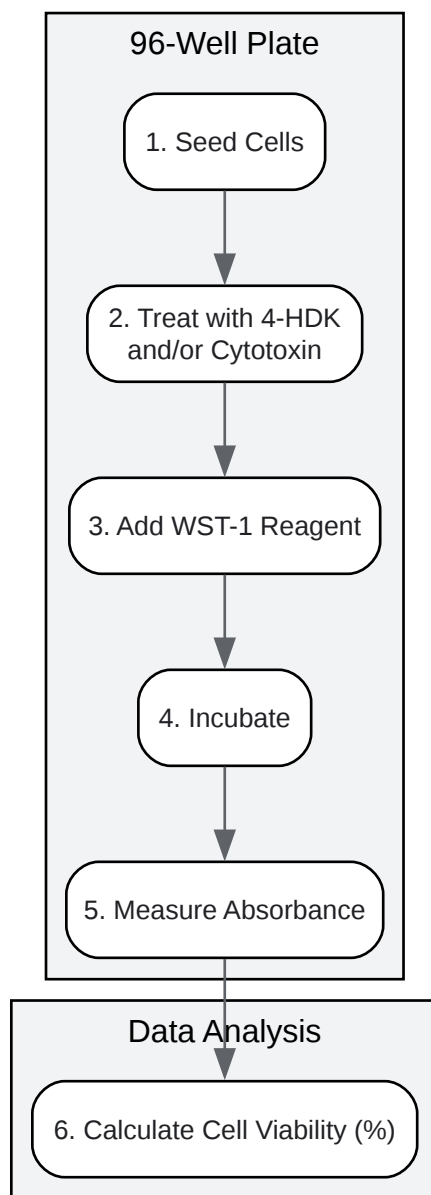 96-Well Plate
1. Seed Cells
2. Treat with 4-HDK
and/or Cytotoxin
3. Add WST-1 Reagent
4. Incubate
5. Measure Absorbance
Data Analysis
6. Calculate Cell Viability (%)